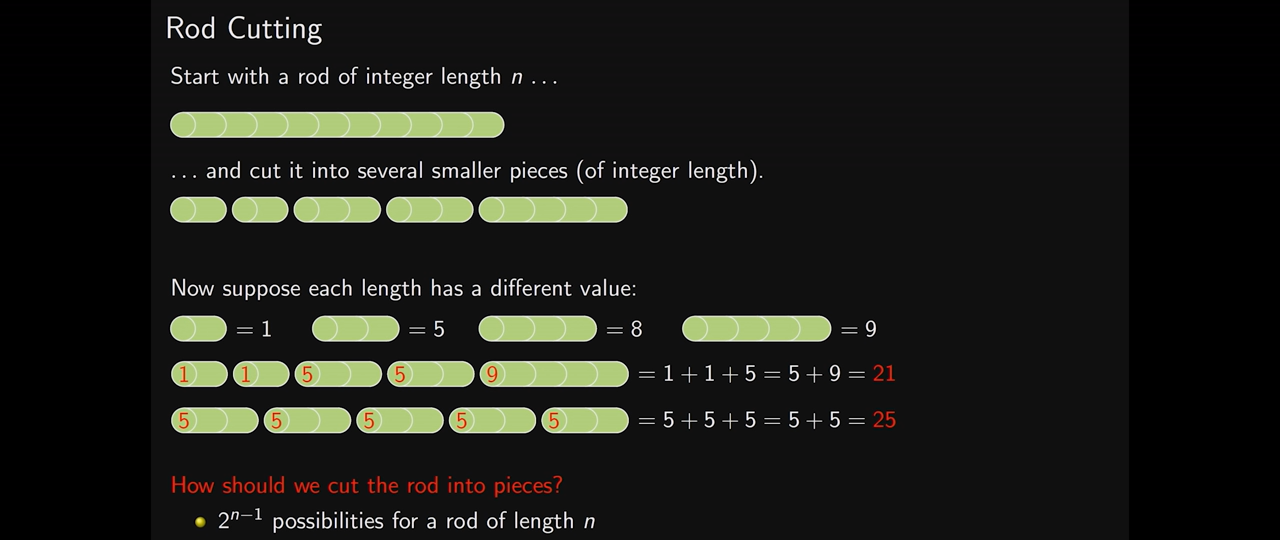 Rod Cutting
Start with a rod of integer length n ...
... and cut it into several smaller pieces (of integer length).
Now suppose each length has a different value:
= 1 = 5 = 8 = 9
1 1 5 5 9 = 1 + 1 + 5 = 5 + 9 = 21
5 5 5 5 5 = 5 + 5 + 5 = 5 + 5 = 25
How should we cut the rod into pieces?
2ⁿ⁻¹ possibilities for a rod of length n